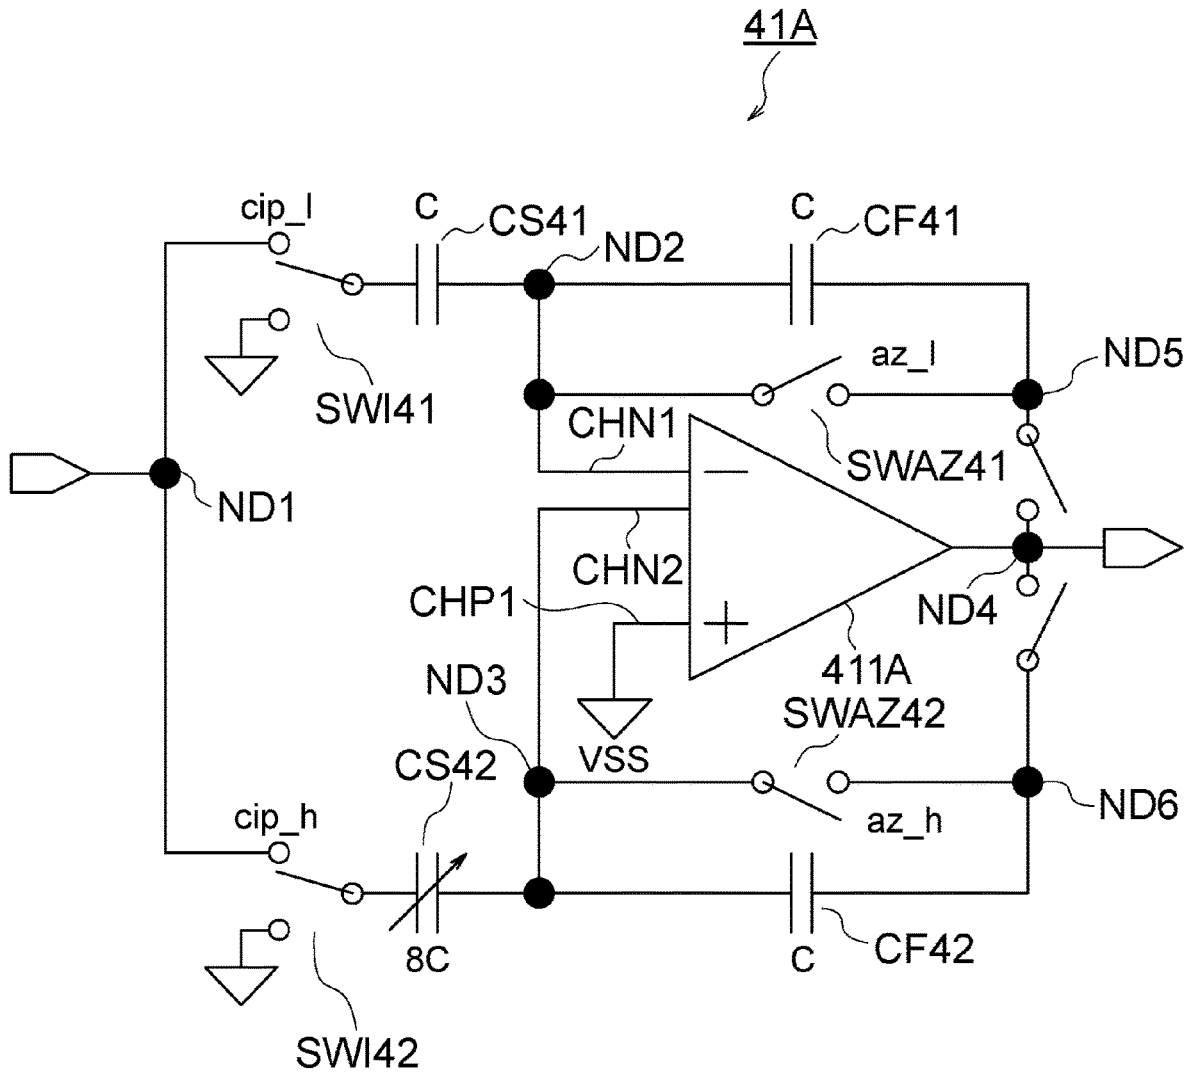 41A
cip_l
C
CS41
ND2
C
CF41
az_l
ND5
SWI41
CHN1
SWAZ41
ND1
−
CHN2
CHP1
+
ND4
411A
ND3
SWAZ42
VSS
CS42
az_h
ND6
cip_h
8C
C
CF42
SWI42